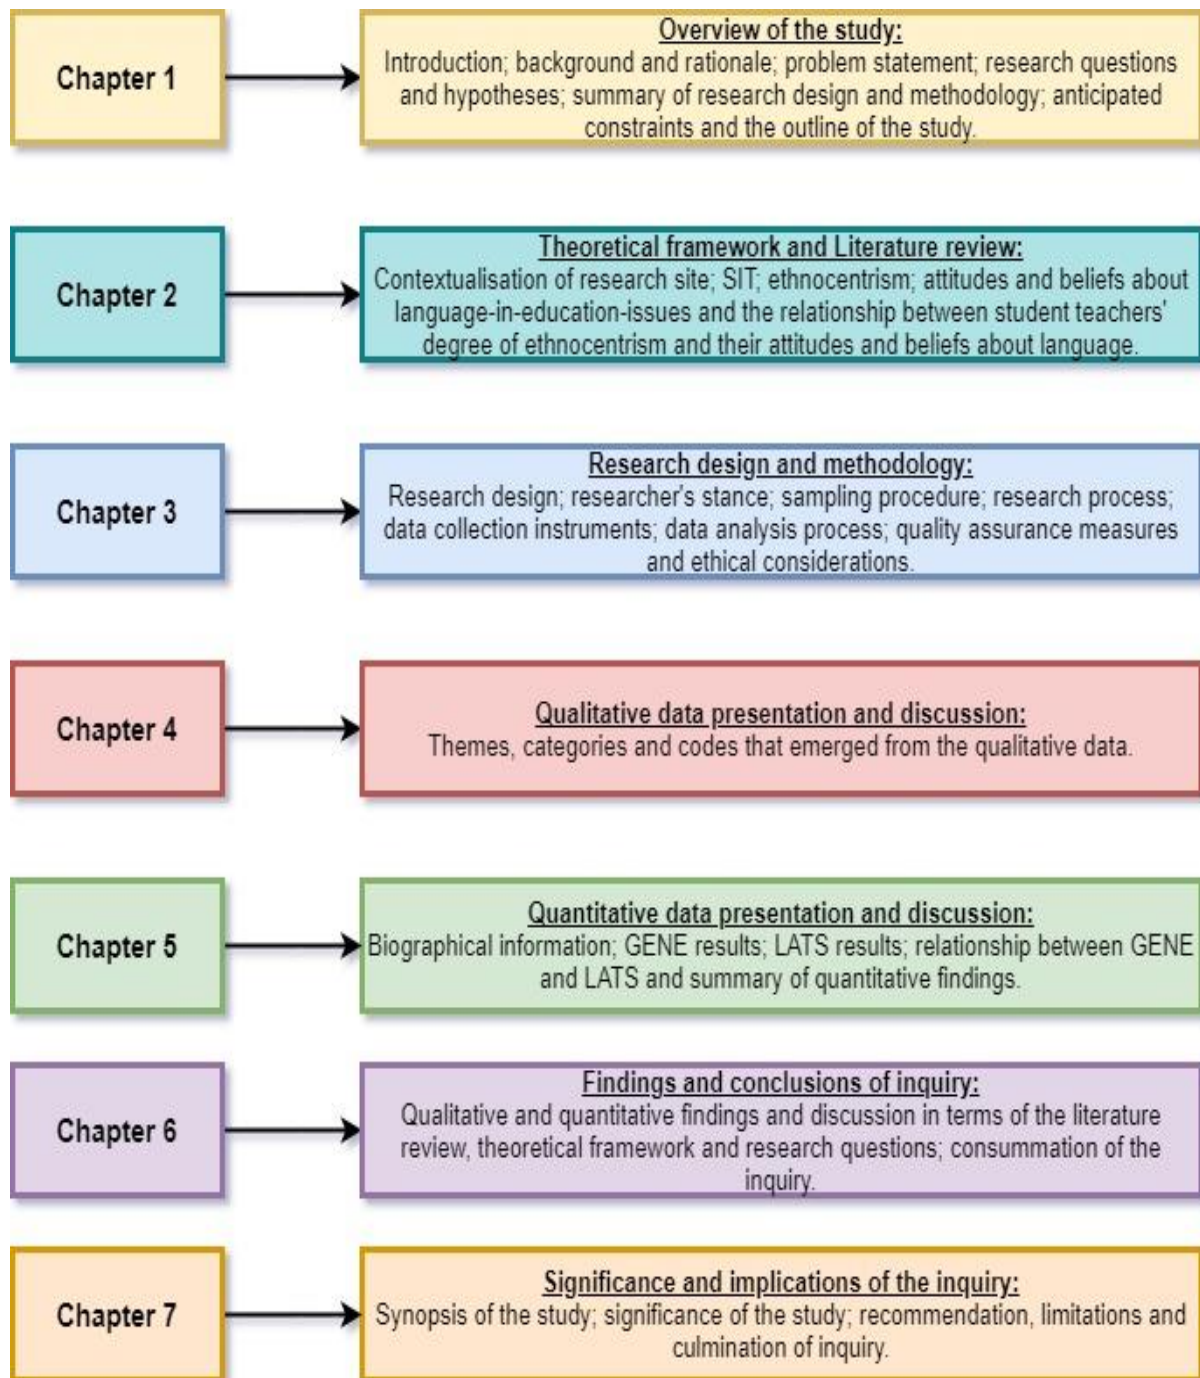 Chapter 1
Overview of the study:
Introduction; background and rationale; problem statement; research questions
and hypotheses; summary of research design and methodology; anticipated
constraints and the outline of the study.
Chapter 2
Theoretical framework and Literature review:
Contextualisation of research site; SIT; ethnocentrism; attitudes and beliefs about
language-in-education-issues and the relationship between student teachers'
degree of ethnocentrism and their attitudes and beliefs about language.
Chapter 3
Research design and methodology:
Research design; researcher's stance; sampling procedure; research process;
data collection instruments; data analysis process; quality assurance measures
and ethical considerations.
Chapter 4
Qualitative data presentation and discussion:
Themes, categories and codes that emerged from the qualitative data.
Chapter 5
Quantitative data presentation and discussion:
Biographical information; GENE results; LATS results; relationship between GENE
and LATS and summary of quantitative findings.
Chapter 6
Findings and conclusions of inquiry:
Qualitative and quantitative findings and discussion in terms of the literature
review, theoretical framework and research questions; consummation of the
inquiry.
Chapter 7
Significance and implications of the inquiry:
Synopsis of the study; significance of the study; recommendation, limitations and
culmination of inquiry.